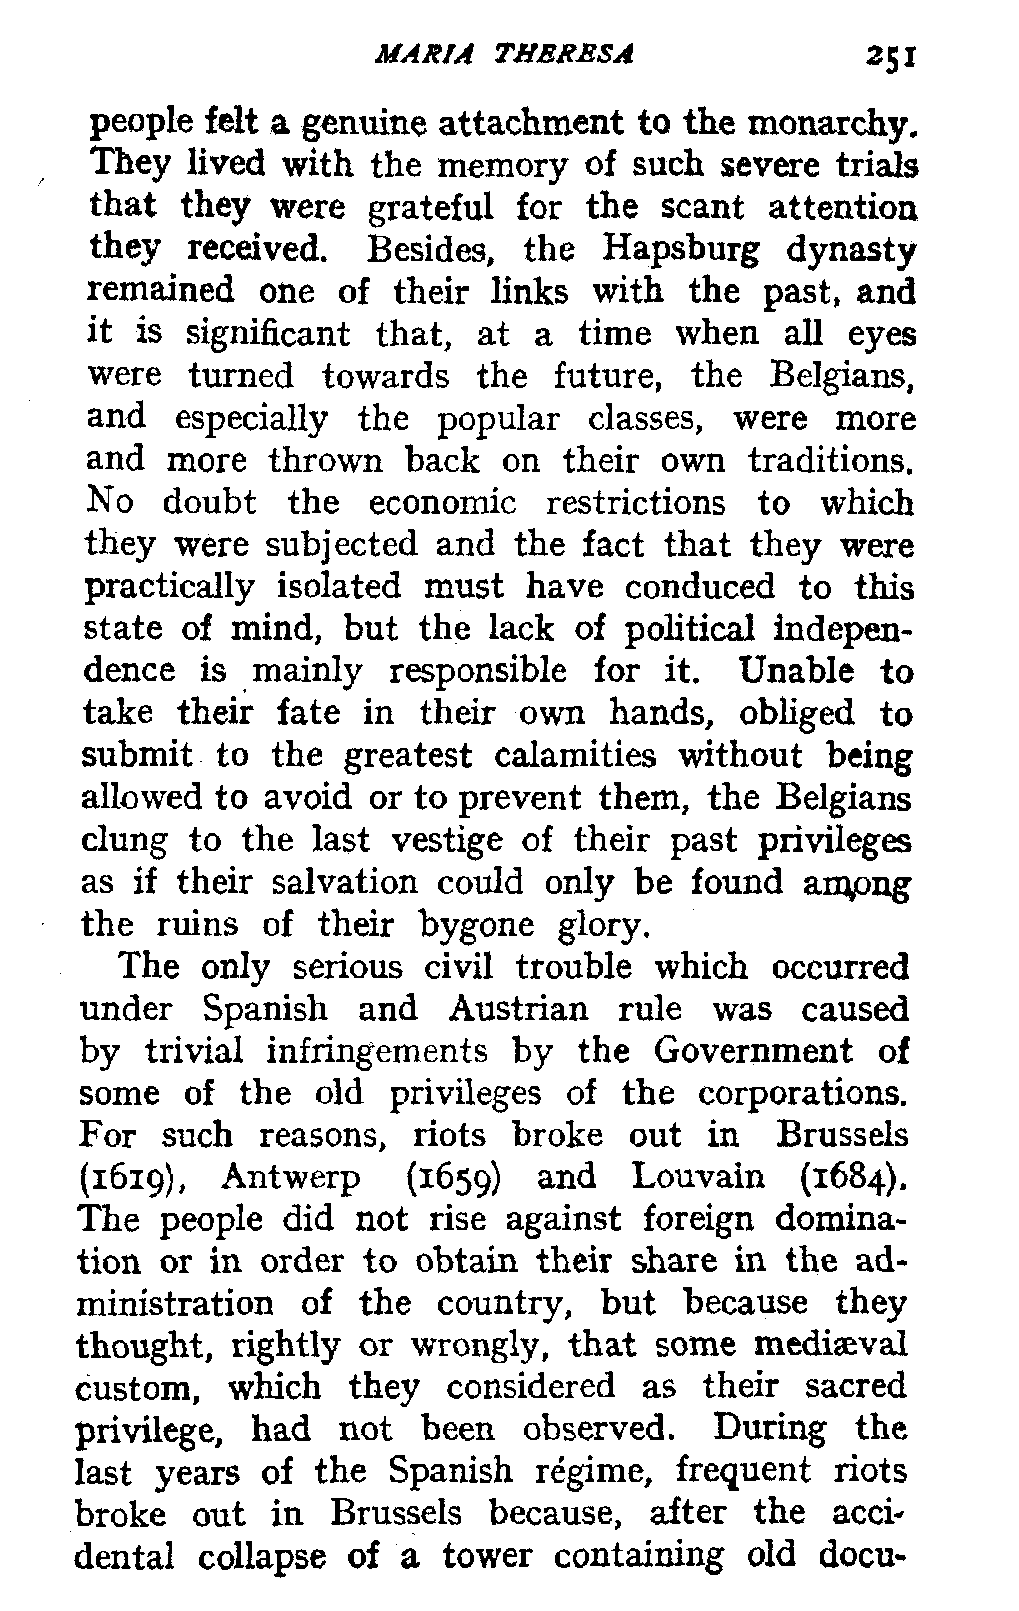 MARIA THERESA 251
people felt a genuine attachment to the monarchy.
They lived with the memory of such severe trials
that they were grateful for the scant attention
they received. Besides, the Hapsburg dynasty
remained one of their links with the past, and
it is significant that, at a time when all eyes
were turned towards the future, the Belgians,
and especially the popular classes, were more
and more thrown back on their own traditions.
No doubt the economic restrictions to which
they were subjected and the fact that they were
practically isolated must have conduced to this
state of mind, but the lack of political indepen-
dence is mainly responsible for it. Unable to
take their fate in their own hands, obliged to
submit to the greatest calamities without being
allowed to avoid or to prevent them, the Belgians
clung to the last vestige of their past privileges
as if their salvation could only be found among
the ruins of their bygone glory.
The only serious civil trouble which occurred
under Spanish and Austrian rule was caused
by trivial infringements by the Government of
some of the old privileges of the corporations.
For such reasons, riots broke out in Brussels
(1619), Antwerp (1659) and Louvain (1684).
The people did not rise against foreign domina-
tion or in order to obtain their share in the ad-
ministration of the country, but because they
thought, rightly or wrongly, that some mediæval
custom, which they considered as their sacred
privilege, had not been observed. During the
last years of the Spanish régime, frequent riots
broke out in Brussels because, after the acci-
dental collapse of a tower containing old docu-